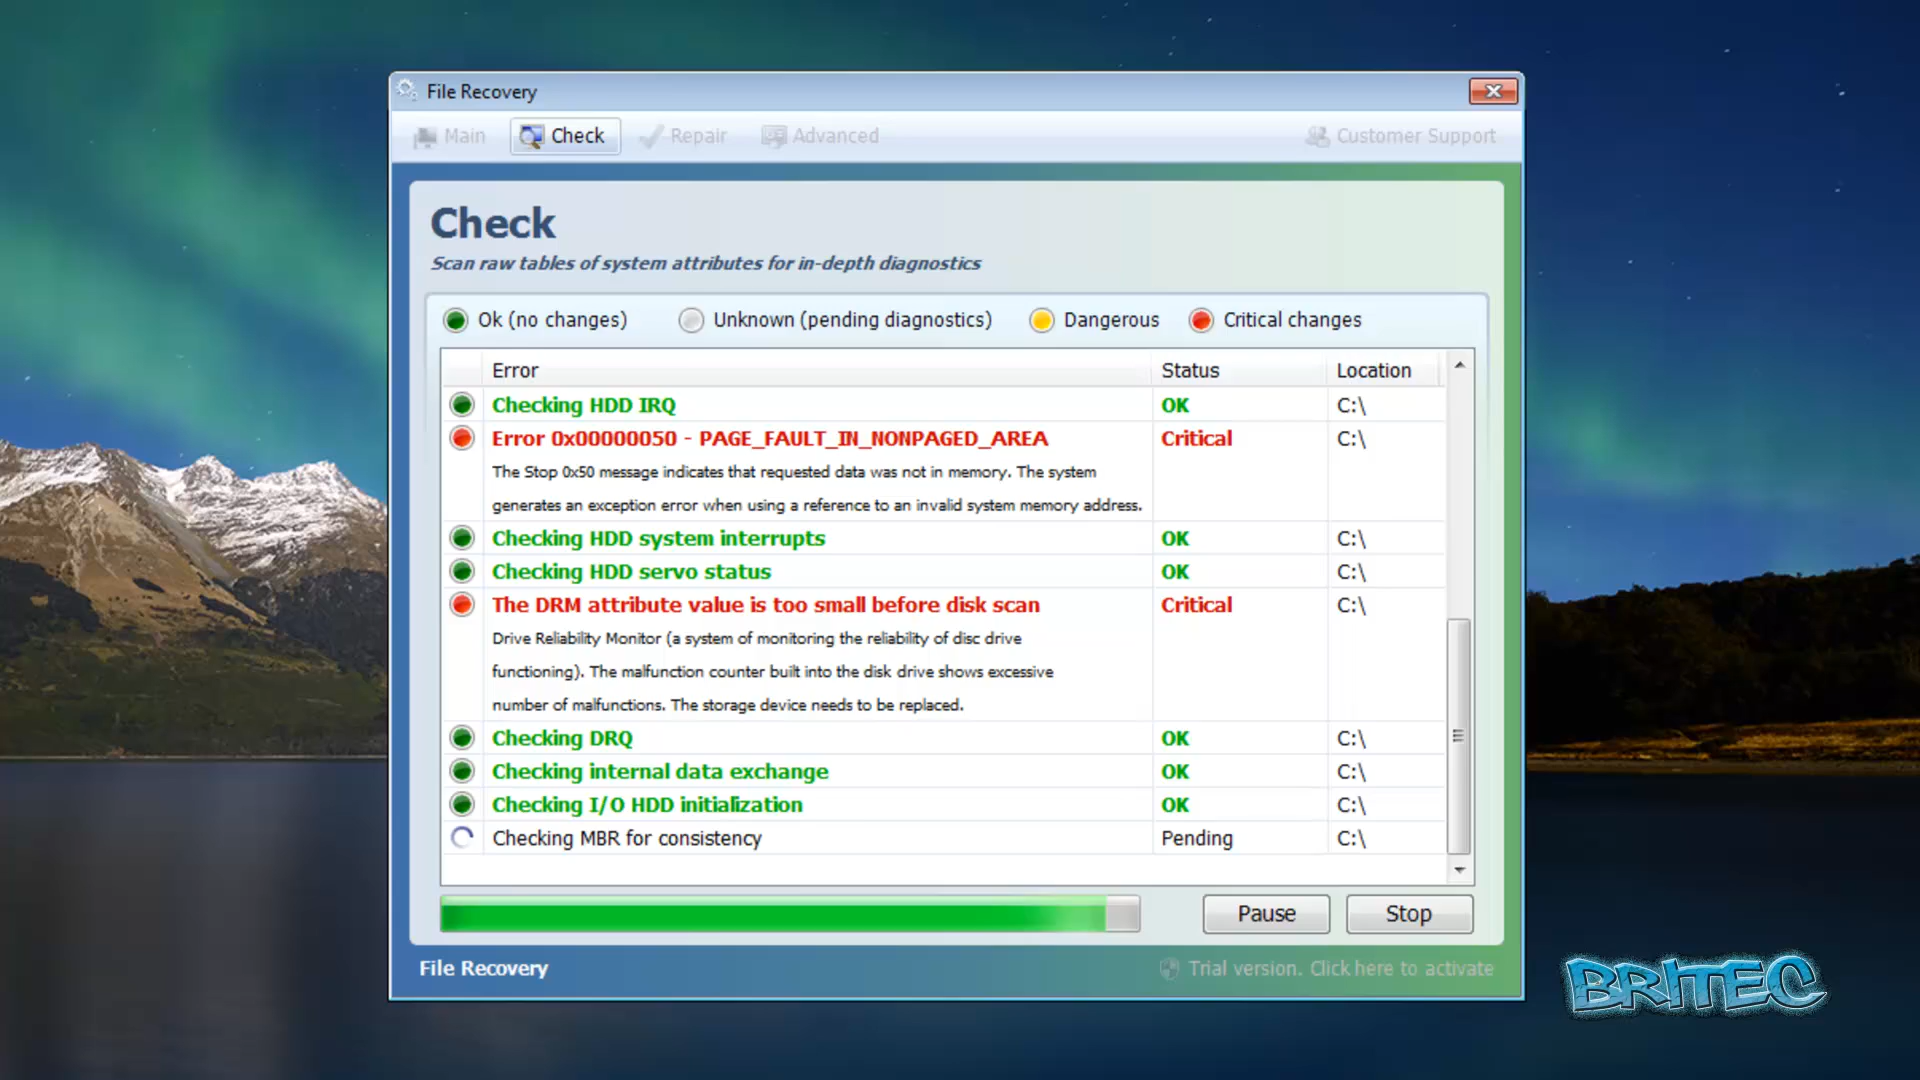 File Recovery
Main
Check
Repair
Advanced
Customer Support
Check
Scan raw tables of system attributes for in-depth diagnostics
Ok (no changes)
Unknown (pending diagnostics)
Dangerous
Critical changes
Error Status Location
Checking HDD IRQ OK C:\
Error 0x00000050 - PAGE_FAULT_IN_NONPAGED_AREA Critical C:\
The Stop 0x50 message indicates that requested data was not in memory. The system
generates an exception error when using a reference to an invalid system memory address.
Checking HDD system interrupts OK C:\
Checking HDD servo status OK C:\
The DRM attribute value is too small before disk scan Critical C:\
Drive Reliability Monitor (a system of monitoring the reliability of disc drive
functioning). The malfunction counter built into the disk drive shows excessive
number of malfunctions. The storage device needs to be replaced.
Checking DRQ OK C:\
Checking internal data exchange OK C:\
Checking I/O HDD initialization OK C:\
Checking MBR for consistency Pending C:\
Pause
Stop
File Recovery
Trial version. Click here to activate
BRITEC